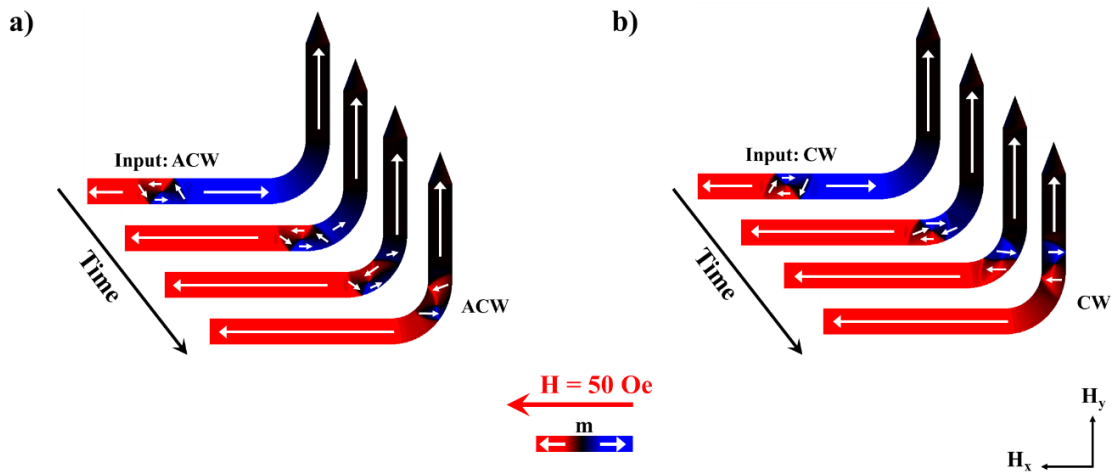 a)
b)
Input: ACW
Input: CW
Time
Time
ACW
CW
H = 50 Oe
m
Hy
Hx